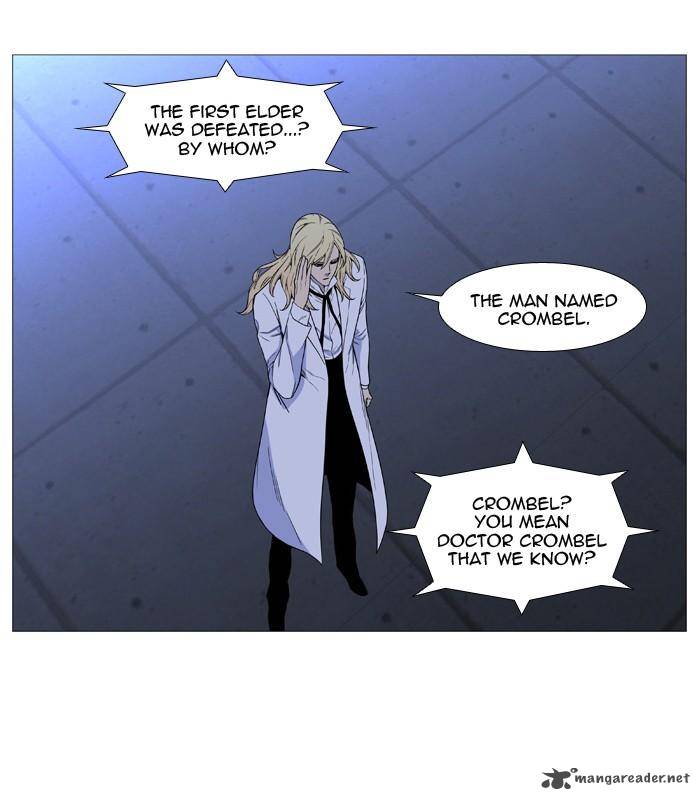 THE FIRST ELDER
WAS DEFEATED...?
BY WHOM?
THE MAN NAMED
CROMBEL.
CROMBEL?
YOU MEAN
DOCTOR CROMBEL
THAT WE KNOW?
mangareader.net